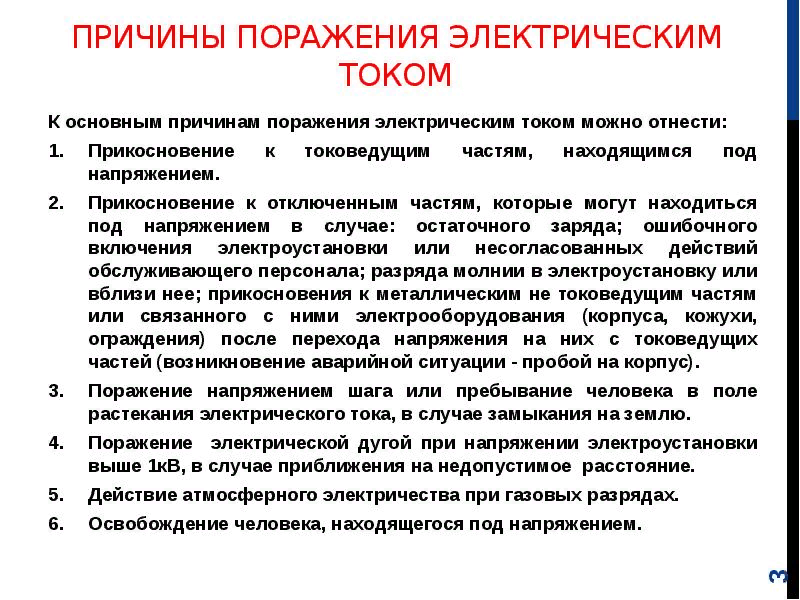 ПРИЧИНЫ ПОРАЖЕНИЯ ЭЛЕКТРИЧЕСКИМ
ТОКОМ
К основным причинам поражения электрическим током можно отнести:
1. Прикосновение к токоведущим частям, находящимся под
напряжением.
2. Прикосновение к отключенным частям, которые могут находиться
под напряжением в случае: остаточного заряда; ошибочного
включения электроустановки или несогласованных действий
обслуживающего персонала; разряда молнии в электроустановку или
вблизи нее; прикосновения к металлическим не токоведущим частям
или связанного с ними электрооборудования (корпуса, кожухи,
ограждения) после перехода напряжения на них с токоведущих
частей (возникновение аварийной ситуации - пробой на корпус).
3. Поражение напряжением шага или пребывание человека в поле
растекания электрического тока, в случае замыкания на землю.
4. Поражение электрической дугой при напряжении электроустановки
выше 1кВ, в случае приближения на недопустимое расстояние.
5. Действие атмосферного электричества при газовых разрядах.
6. Освобождение человека, находящегося под напряжением.
3